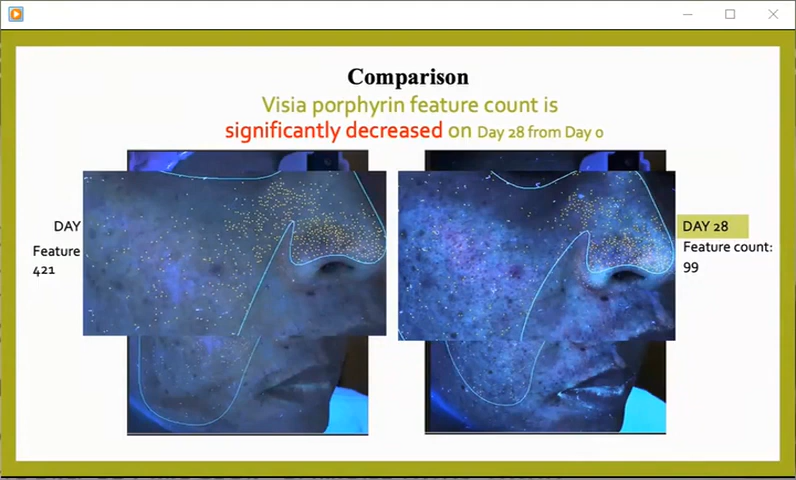 Comparison
Visia porphyrin feature count is
significantly decreased on Day 28 from Day 0
DAY
Feature
421
DAY 28
Feature count:
99